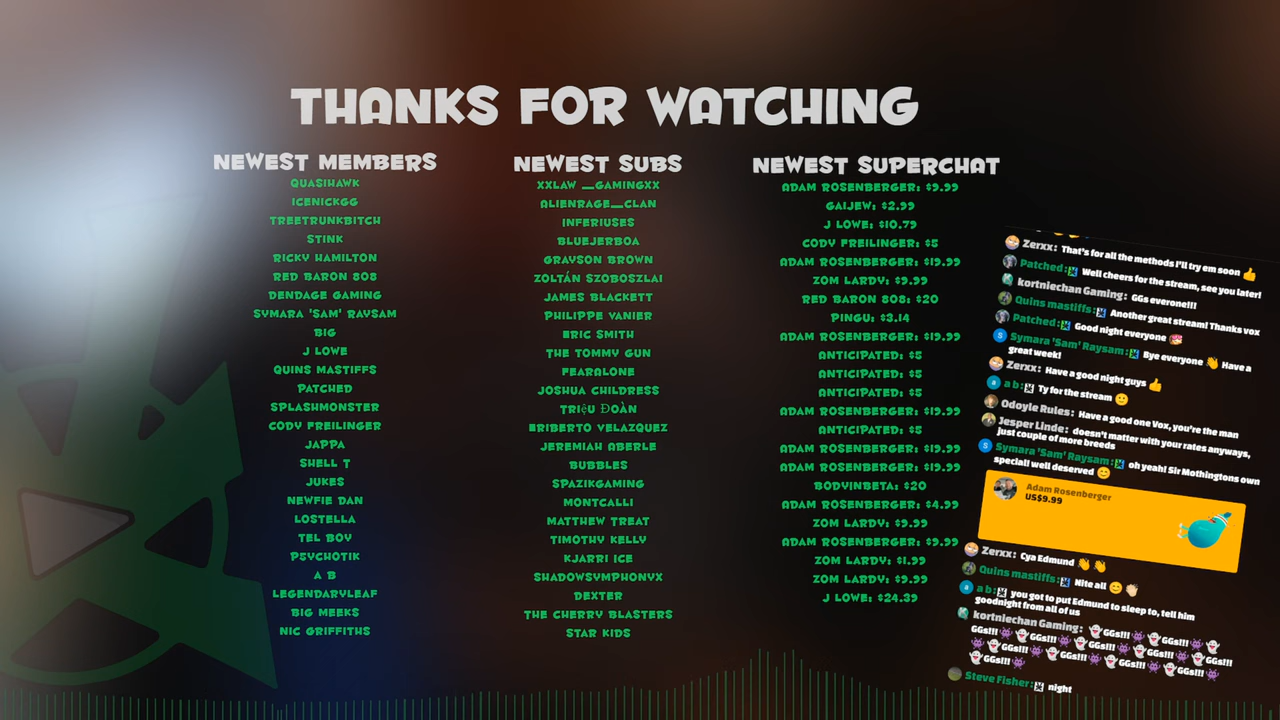 THANKS FOR WATCHING
NEWEST MEMBERS
QUASIHAWK
ICENICKGG
TREETRUNKBITCH
STINK
RICKY HAMILTON
RED BARON 808
DENDAGE GAMING
SYMARA 'SAM' RAYSAM
BIG
J LOWE
QUINS MASTIFFS
PATCHED
SPLASHMONSTER
CODY FREILINGER
JAPPA
SHELL T
JUKES
NEWFIE DAN
LOSTELLA
TEL BOY
P5YCHOTIK
A B
LEGENDARYLEAF
BIG MEEKS
NIC GRIFFITHS
NEWEST SUBS
XXLAW __GAMINGXX
ALIENRAGE__CLAN
INFERIUSES
BLUEJERBOA
GRAYSON BROWN
ZOLTÁN SZOBOSZLAI
JAMES BLACKETT
PHILIPPE VANIER
ERIC SMITH
THE TOMMY GUN
FEARALONE
JOSHUA CHILDRESS
TRIỆU ĐOÀN
ERIBERTO VELAZQUEZ
JEREMIAH ABERLE
BUBBLES
SPAZIKGAMING
MONTCALLI
MATTHEW TREAT
TIMOTHY KELLY
KJARRI ICE
SHADOWSYMPHONYX
DEXTER
THE CHERRY BLASTERS
STAR KIDS
NEWEST SUPERCHAT
ADAM ROSENBERGER: $9.99
GAIJEW: $2.99
J LOWE: $10.79
CODY FREILINGER: $5
ADAM ROSENBERGER: $19.99
ZOM LARDY: $9.99
RED BARON 808: $20
PINGU: $3.14
ADAM ROSENBERGER: $19.99
ANTICIPATED: $5
ANTICIPATED: $5
ANTICIPATED: $5
ADAM ROSENBERGER: $19.99
ANTICIPATED: $5
ADAM ROSENBERGER: $19.99
ADAM ROSENBERGER: $19.99
BODYINBETA: $20
ADAM ROSENBERGER: $4.99
ZOM LARDY: $9.99
ADAM ROSENBERGER: $9.99
ZOM LARDY: $1.99
ZOM LARDY: $9.99
J LOWE: $24.39
Zerxx: That's for all the methods I'll try em soon 👍
Patched: Well cheers for the stream, see you later!
kortniechan Gaming: GGs everone!!!
Quins mastiffs: Another great stream! Thanks vox
Patched: Good night everyone
Symara 'Sam' Raysam: Bye everyone 👋 Have a
great week!
Zerxx: Have a good night guys 👍
a b: Ty for the stream 🙂
Odoyle Rules: Have a good one Vox, you're the man
Jesper Linde: doesn't matter with your rates anyways,
just couple of more breeds
Symara 'Sam' Raysam: oh yeah! Sir Mothingtons own
special! well deserved 😊
Adam Rosenberger
US$9.99
Zerxx: Cya Edmund 👋 👋
Quins mastiffs: Nite all 😊 👏🏻
a b: you got to put Edmund to sleep to, tell him
goodnight from all of us
kortniechan Gaming: 👻GGs!!! 👾👻GGs!!! 👾👻
GGs!!! 👾👻GGs!!! 👾👻GGs!!! 👾👻GGs!!!
👾👻GGs!!! 👾👻GGs!!! 👾👻GGs!!! 👾
👻GGs!!! 👾
Steve Fisher: night